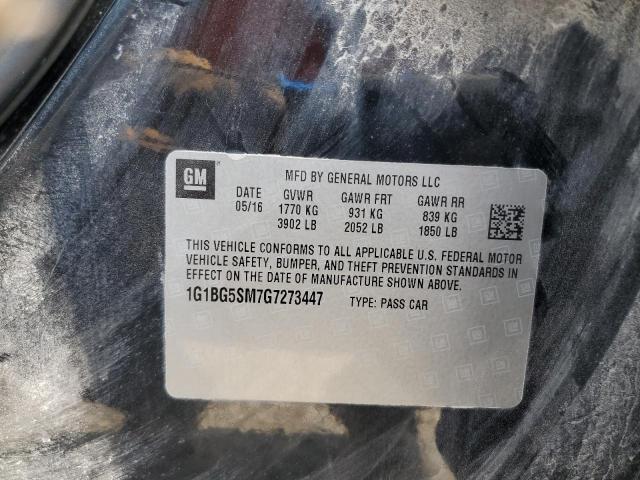 GM
MFD BY GENERAL MOTORS LLC
DATE GVWR GAWR FRT GAWR RR
05/16 1770 KG 931 KG 839 KG
3902 LB 2052 LB 1850 LB
THIS VEHICLE CONFORMS TO ALL APPLICABLE U.S. FEDERAL MOTOR
VEHICLE SAFETY, BUMPER, AND THEFT PREVENTION STANDARDS IN
EFFECT ON THE DATE OF MANUFACTURE SHOWN ABOVE.
1G1BG5SM7G7273447 TYPE: PASS CAR